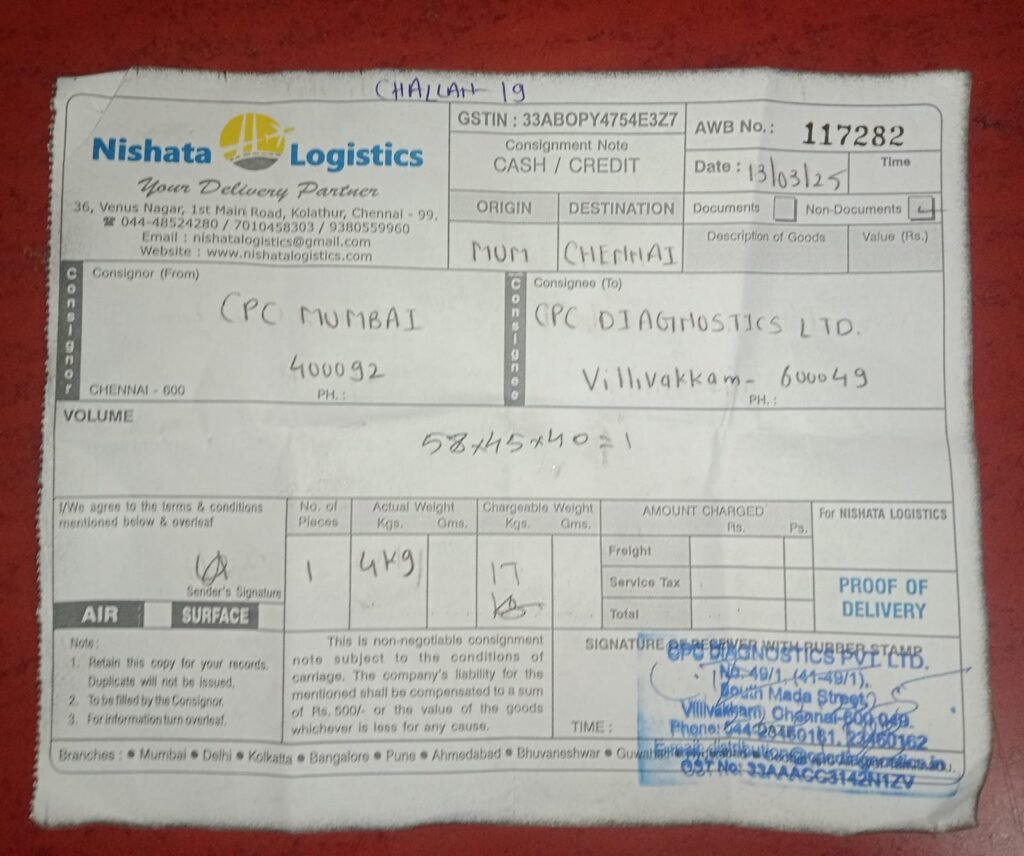 CHALLAN 19
Nishata Logistics
Your Delivery Partner
36, Venus Nagar, 1st Main Road, Kolathur, Chennai - 99.
☎ 044-48524280 / 7010458303 / 9380559960
Email : nishatalogistics@gmail.com
Website : www.nishatalogistics.com
GSTIN : 33ABOPY4754E3Z7
Consignment Note
CASH / CREDIT
AWB No.: 117282
Date : 13/03/25
Time
ORIGIN DESTINATION
MUM CHENNAI
Documents Non-Documents
Description of Goods Value (Rs.)
Consignor
Consignor (From)
CPC MUMBAI
400092
CHENNAI - 600 PH. :
Consignee
Consignee (To)
CPC DIAGNOSTICS LTD.
Villivakkam - 600049
PH. :
VOLUME
58x45x40=1
I/We agree to the terms & conditions
mentioned below & overleaf
Sender's Signature
AIR SURFACE
No. of
Pieces
1
Actual Weight
Kgs. Gms.
4Kg
Chargeable Weight
Kgs. Gms.
17
AMOUNT CHARGED
Rs. Ps.
Freight
Service Tax
Total
For NISHATA LOGISTICS
PROOF OF
DELIVERY
Note :
1. Retain this copy for your records.
Duplicate will not be issued.
2. To be filled by the Consignor.
3. For information turn overleaf.
This is non-negotiable consignment
note subject to the conditions of
carriage. The company's liability for the
mentioned shall be compensated to a sum
of Rs. 500/- or the value of the goods
whichever is less for any cause.
SIGNATURE OF RECEIVER WITH RUBBER STAMP
TIME :
CPC DIAGNOSTICS PVT. LTD.
No. 49/1, (41-49/1),
South Mada Street,
Villivakkam, Chennai-600 049.
Phone: 044-26450161, 23460162
GST No: 33AAACC3142N1ZV
Branches : ● Mumbai ● Delhi ● Kolkatta ● Bangalore ● Pune ● Ahmedabad ● Bhuvaneshwar